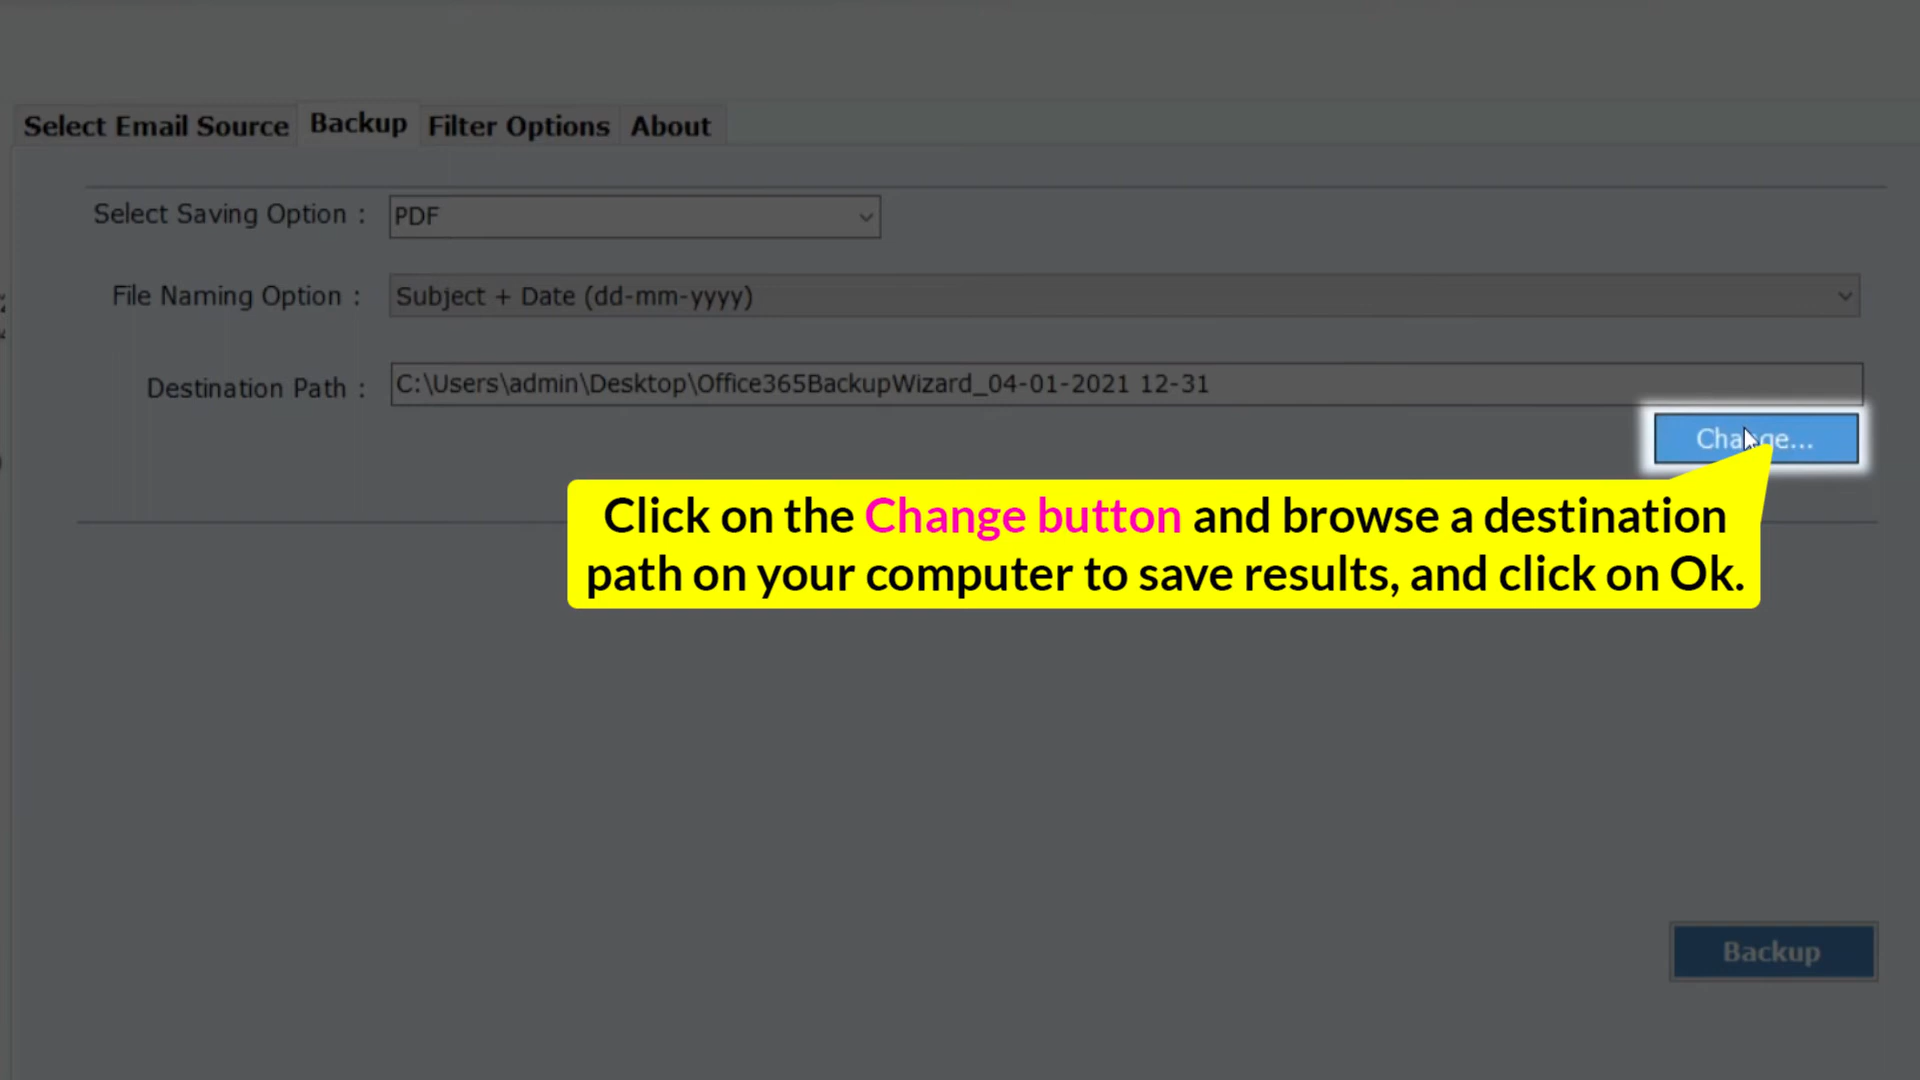 Select Email Source Backup Filter Options About
Select Saving Option : PDF
File Naming Option : Subject + Date (dd-mm-yyyy)
Destination Path : C:\Users\admin\Desktop\Office365BackupWizard_04-01-2021 12-31
Change...
Click on the Change button and browse a destination
path on your computer to save results, and click on Ok.
Backup